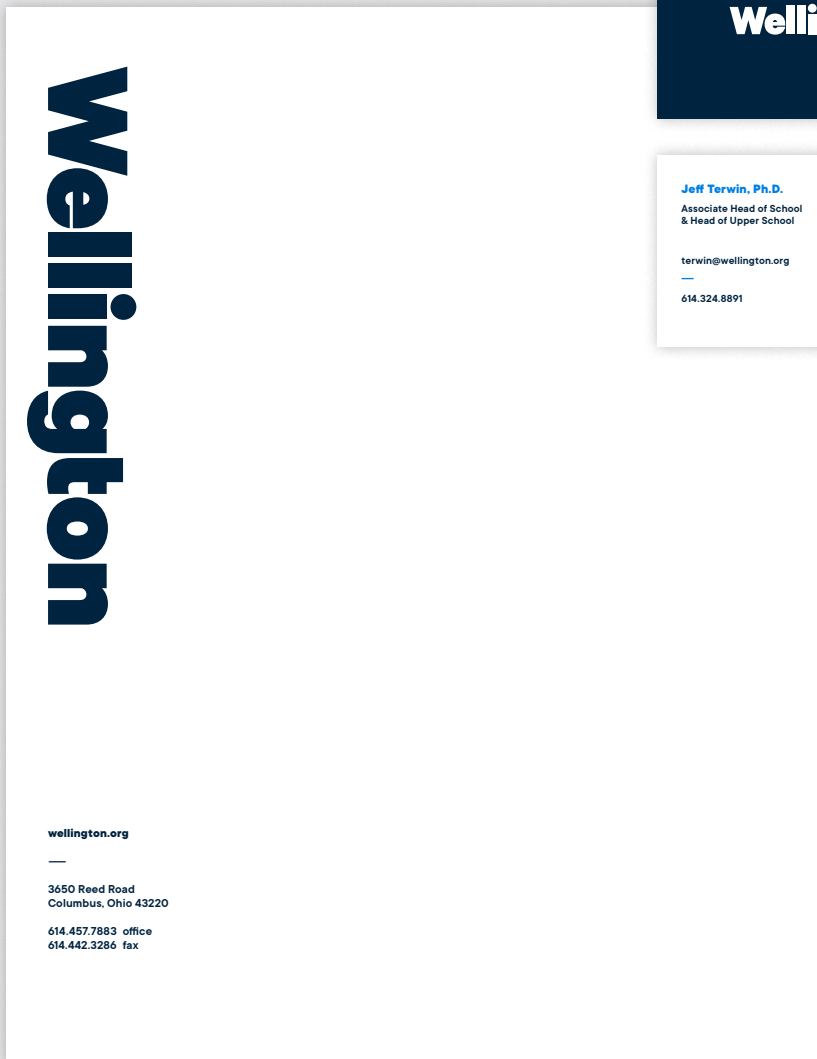 Wellington
wellington.org
—
3650 Reed Road
Columbus, Ohio 43220
614.457.7883 office
614.442.3286 fax
Welli
Jeff Terwin, Ph.D.
Associate Head of School
& Head of Upper School
terwin@wellington.org
—
614.324.8891